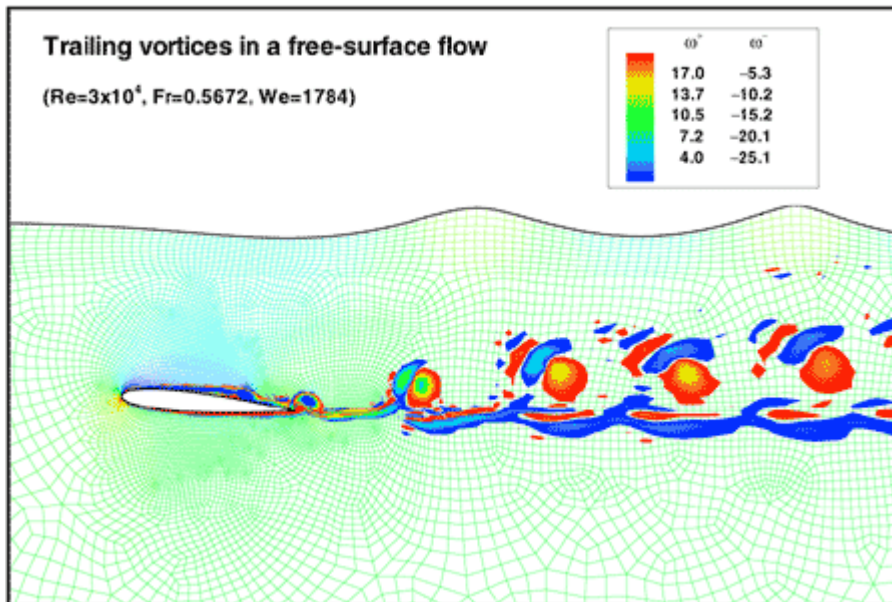 Trailing vortices in a free-surface flow
(Re=3x10⁴, Fr=0.5672, We=1784)
ω⁺ ω⁻
17.0 −5.3
13.7 −10.2
10.5 −15.2
7.2 −20.1
4.0 −25.1